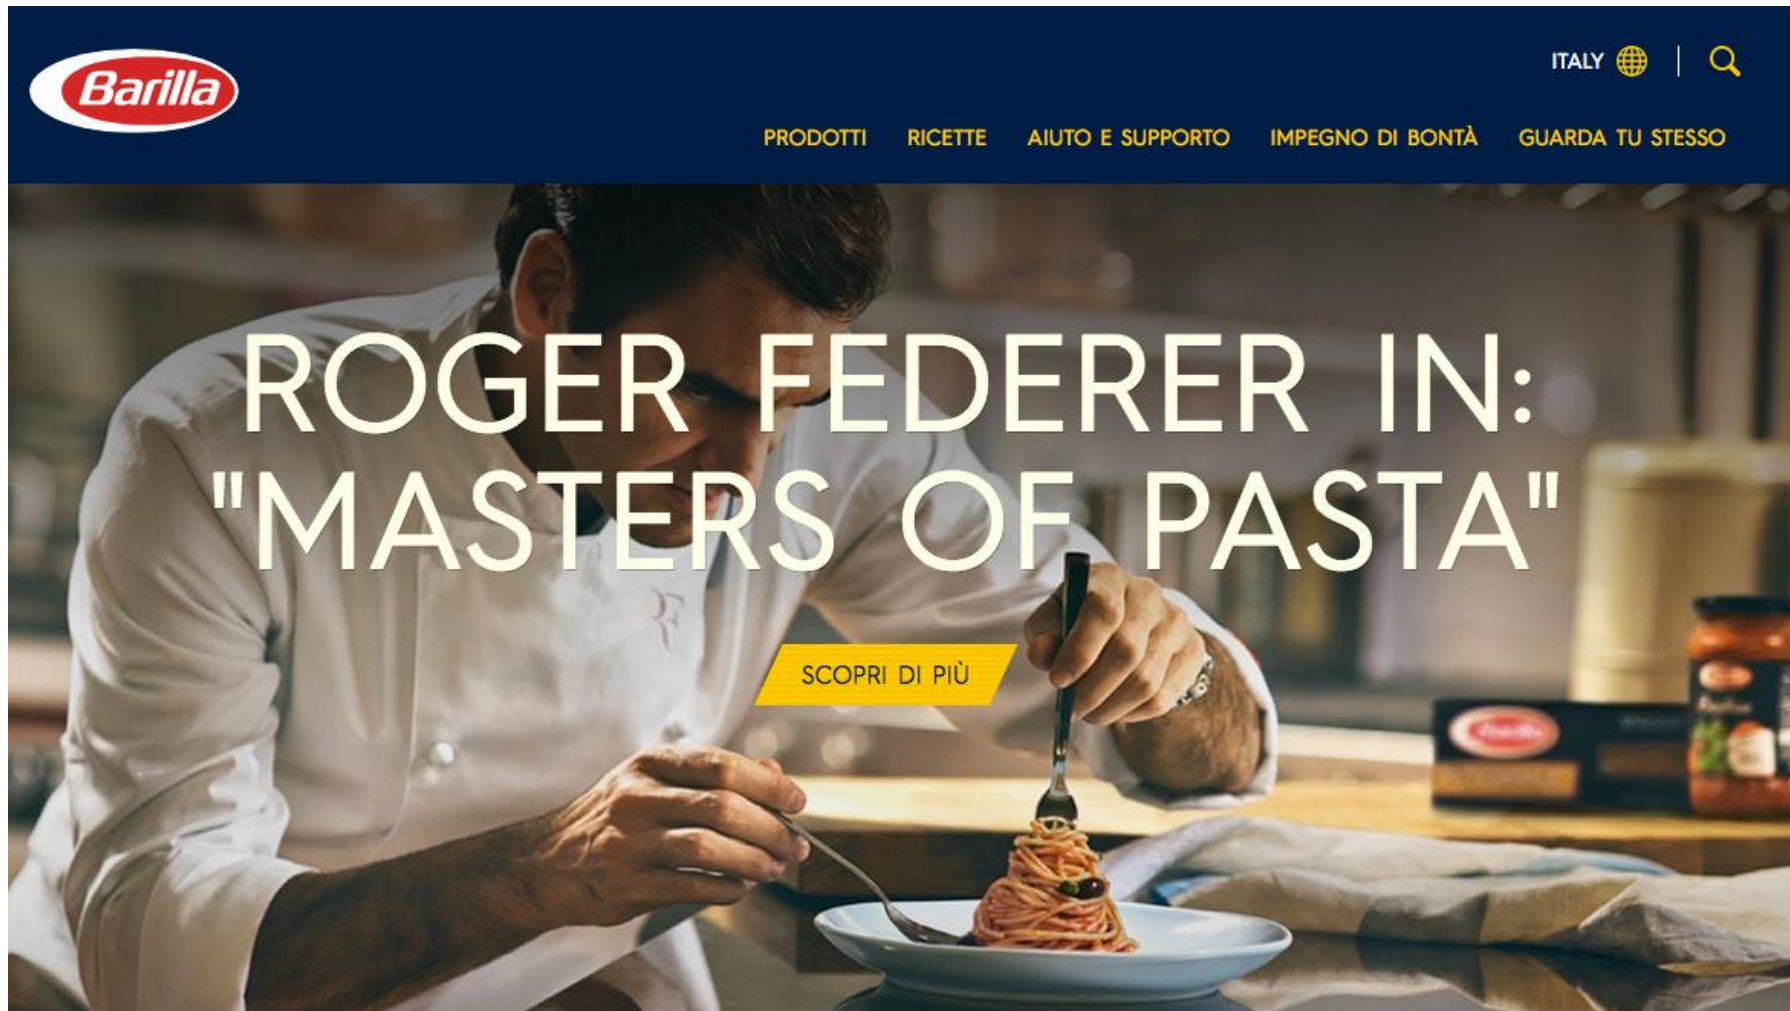 Barilla
ITALY
PRODOTTI RICETTE AIUTO E SUPPORTO IMPEGNO DI BONTÀ GUARDA TU STESSO
ROGER FEDERER IN:
"MASTERS OF PASTA"
SCOPRI DI PIÙ
Barilla